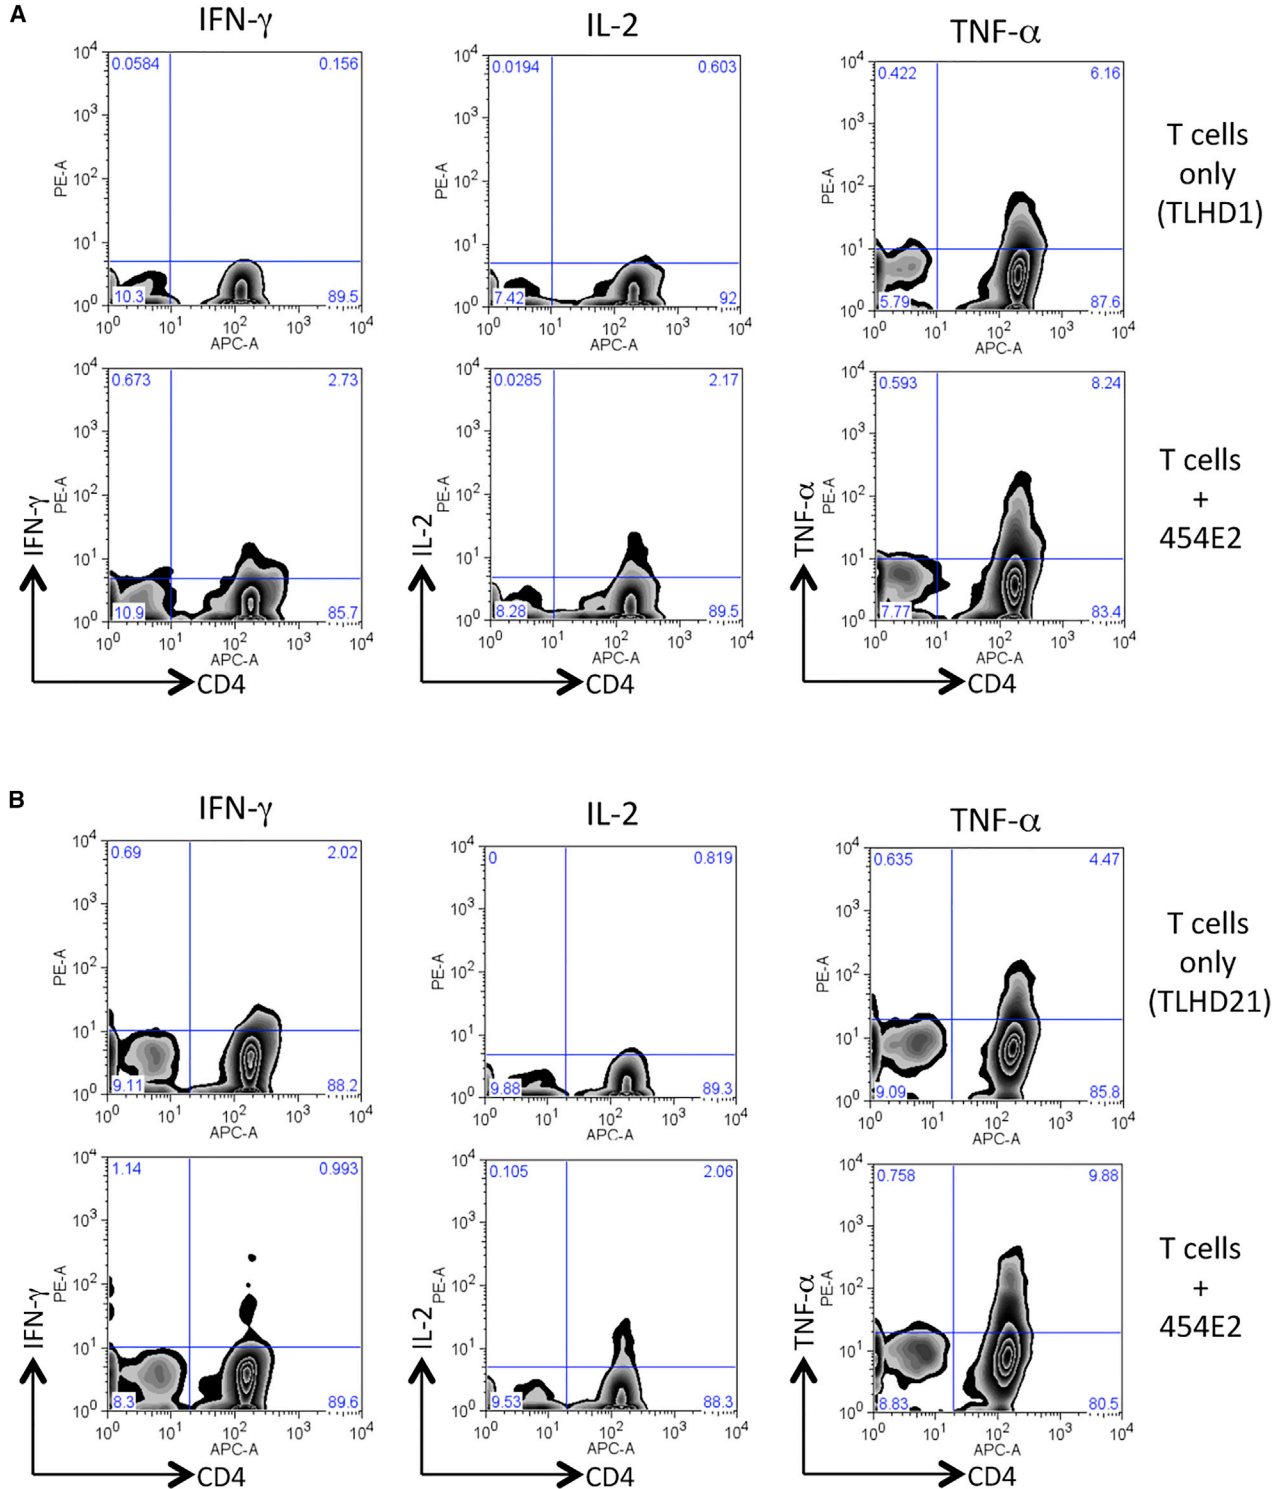 A
IFN-γ
IL-2
TNF-α
0.0584 0.156
10.3 89.5
10⁴
10³
10²
10¹
10⁰
PE-A
10⁰ 10¹ 10² 10³ 10⁴
APC-A
0.0194 0.603
7.42 92
10⁴
10³
10²
10¹
10⁰
PE-A
10⁰ 10¹ 10² 10³ 10⁴
APC-A
0.422 6.16
5.79 87.6
10⁴
10³
10²
10¹
10⁰
PE-A
10⁰ 10¹ 10² 10³ 10⁴
APC-A
T cells
only
(TLHD1)
0.673 2.73
10.9 85.7
10⁴
10³
10²
10¹
10⁰
IFN-γ
PE-A
10⁰ 10¹ 10² 10³ 10⁴
APC-A
CD4
0.0285 2.17
8.28 89.5
10⁴
10³
10²
10¹
10⁰
IL-2
PE-A
10⁰ 10¹ 10² 10³ 10⁴
APC-A
CD4
0.593 8.24
7.77 83.4
10⁴
10³
10²
10¹
10⁰
TNF-α
PE-A
10⁰ 10¹ 10² 10³ 10⁴
APC-A
CD4
T cells
+
454E2
B
IFN-γ
IL-2
TNF-α
0.69 2.02
9.11 88.2
10⁴
10³
10²
10¹
10⁰
PE-A
10⁰ 10¹ 10² 10³ 10⁴
APC-A
0 0.819
9.88 89.3
10⁴
10³
10²
10¹
10⁰
PE-A
10⁰ 10¹ 10² 10³ 10⁴
APC-A
0.635 4.47
9.09 85.8
10⁴
10³
10²
10¹
10⁰
PE-A
10⁰ 10¹ 10² 10³ 10⁴
APC-A
T cells
only
(TLHD21)
1.14 0.993
8.3 89.6
10⁴
10³
10²
10¹
10⁰
IFN-γ
PE-A
10⁰ 10¹ 10² 10³ 10⁴
APC-A
CD4
0.105 2.06
9.53 88.3
10⁴
10³
10²
10¹
10⁰
IL-2
PE-A
10⁰ 10¹ 10² 10³ 10⁴
APC-A
CD4
0.758 9.88
8.83 80.5
10⁴
10³
10²
10¹
10⁰
TNF-α
PE-A
10⁰ 10¹ 10² 10³ 10⁴
APC-A
CD4
T cells
+
454E2